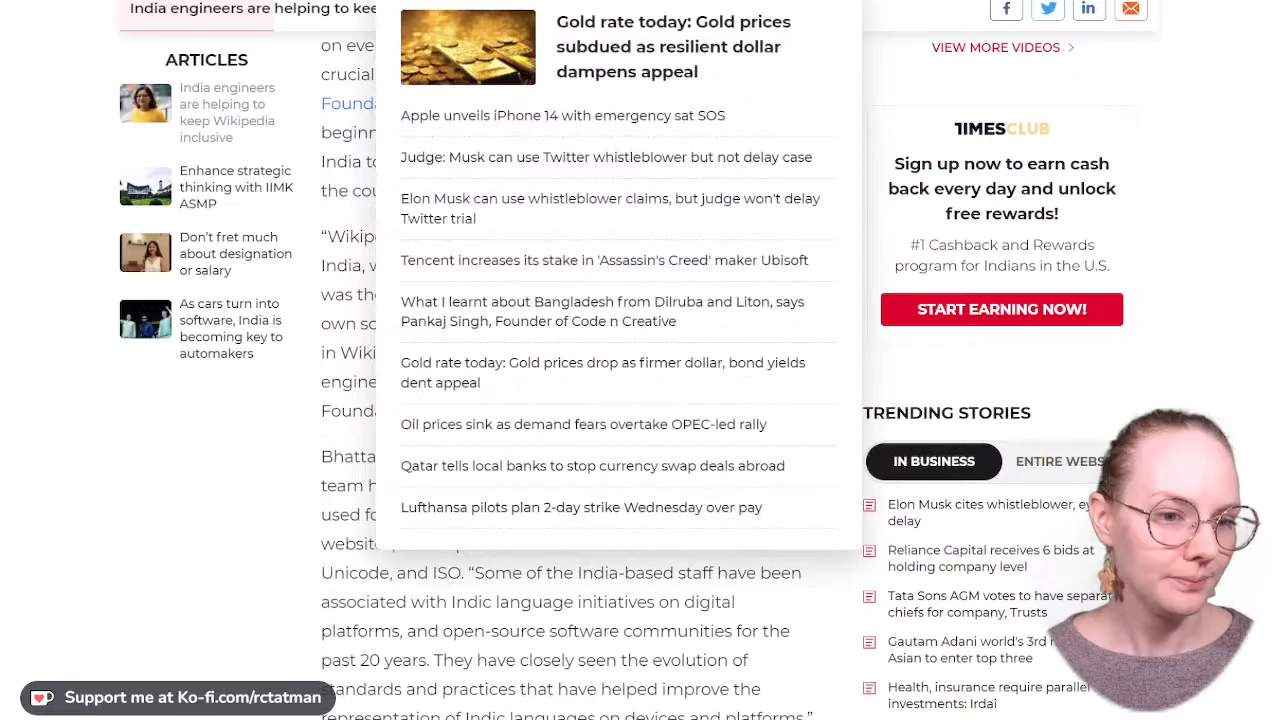 India engineers are helping to kee
ARTICLES
India engineers
are helping to
keep Wikipedia
inclusive
Enhance strategic
thinking with IIMK
ASMP
Don't fret much
about designation
or salary
As cars turn into
software, India is
becoming key to
automakers
on eve
crucial
Founda
beginn
India to
the cou
“Wikipe
India, w
was the
own so
in Wiki
engine
Founda
Bhatta
team h
used fo
website
Unicode, and ISO. “Some of the India-based staff have been
associated with Indic language initiatives on digital
platforms, and open-source software communities for the
past 20 years. They have closely seen the evolution of
standards and practices that have helped improve the
representation of Indic languages on devices and platforms.”
Gold rate today: Gold prices
subdued as resilient dollar
dampens appeal
Apple unveils iPhone 14 with emergency sat SOS
Judge: Musk can use Twitter whistleblower but not delay case
Elon Musk can use whistleblower claims, but judge won't delay
Twitter trial
Tencent increases its stake in 'Assassin's Creed' maker Ubisoft
What I learnt about Bangladesh from Dilruba and Liton, says
Pankaj Singh, Founder of Code n Creative
Gold rate today: Gold prices drop as firmer dollar, bond yields
dent appeal
Oil prices sink as demand fears overtake OPEC-led rally
Qatar tells local banks to stop currency swap deals abroad
Lufthansa pilots plan 2-day strike Wednesday over pay
VIEW MORE VIDEOS
TIMESCLUB
Sign up now to earn cash
back every day and unlock
free rewards!
#1 Cashback and Rewards
program for Indians in the U.S.
START EARNING NOW!
TRENDING STORIES
IN BUSINESS
ENTIRE WEBS
Elon Musk cites whistleblower, ey
delay
Reliance Capital receives 6 bids at
holding company level
Tata Sons AGM votes to have separat
chiefs for company, Trusts
Gautam Adani world's 3rd r
Asian to enter top three
Health, insurance require parallel
investments: Irdai
Support me at Ko-fi.com/rctatman